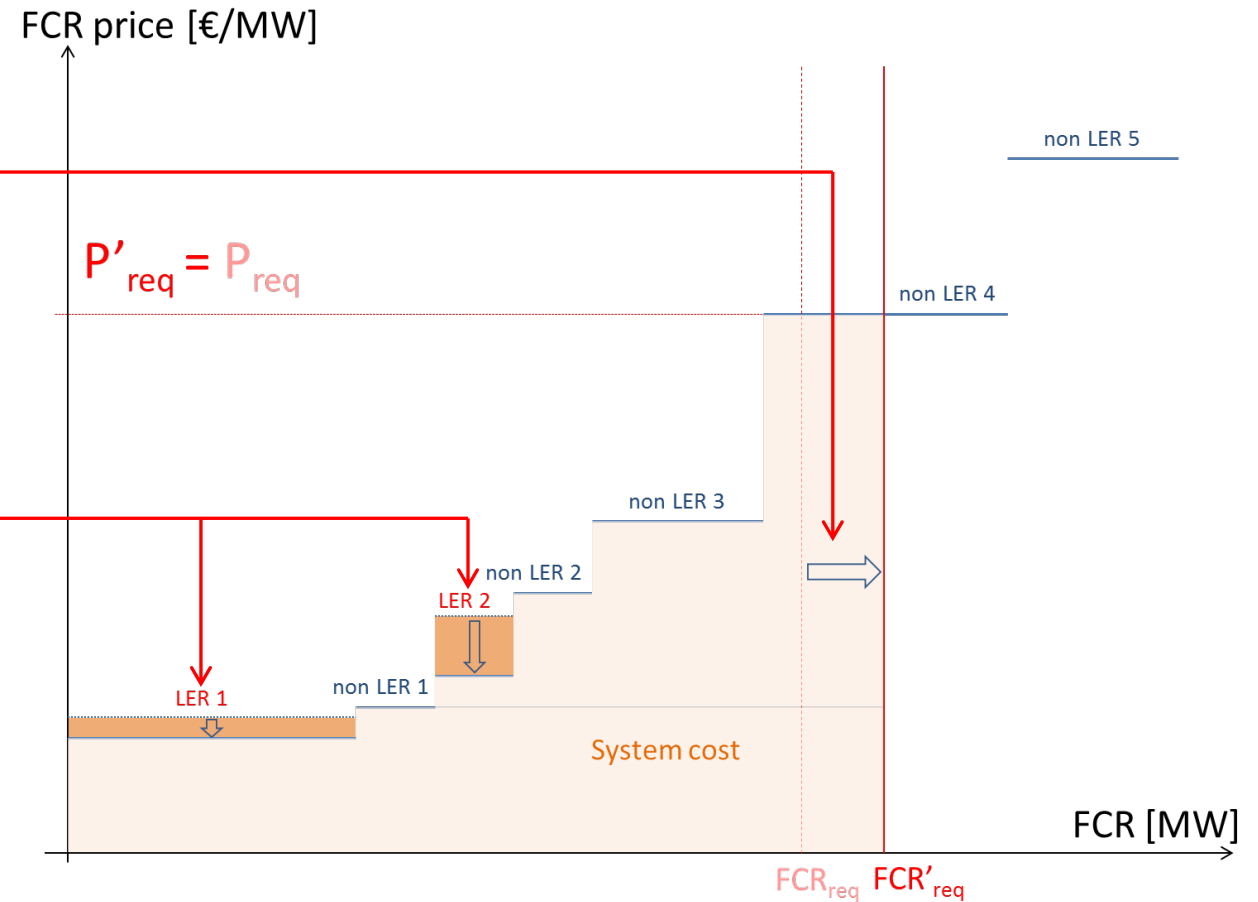 FCR price [€/MW]
non LER 5
P’req = Preq
non LER 4
non LER 3
non LER 2
LER 2
non LER 1
LER 1
System cost
FCR [MW]
FCRreq FCR’req